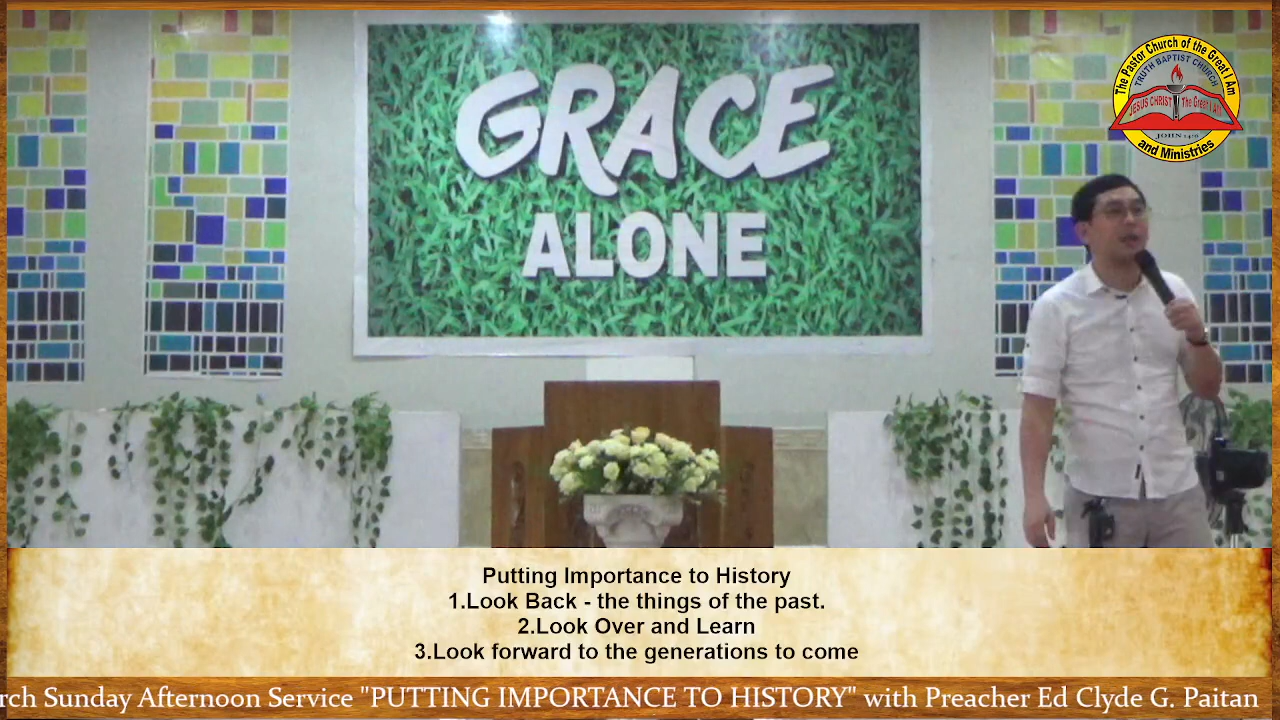 GRACE
ALONE
The Pastor Church of the Great I Am
TRUTH BAPTIST CHURCH
JESUS CHRIST The Great I AM
and Ministries
Putting Importance to History
1.Look Back - the things of the past.
2.Look Over and Learn
3.Look forward to the generations to come
rch Sunday Afternoon Service "PUTTING IMPORTANCE TO HISTORY" with Preacher Ed Clyde G. Paitan